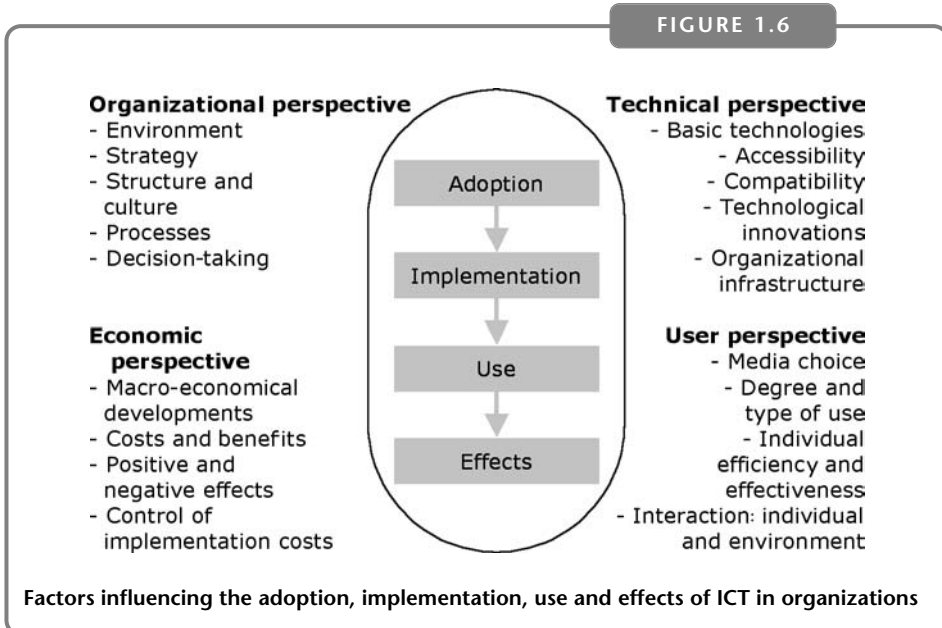 FIGURE 1.6
Organizational perspective
- Environment
- Strategy
- Structure and
culture
- Processes
- Decision-taking
Economic
perspective
- Macro-economical
developments
- Costs and benefits
- Positive and
negative effects
- Control of
implementation costs
Adoption
Implementation
Use
Effects
Technical perspective
- Basic technologies
- Accessibility
- Compatibility
- Technological
innovations
- Organizational
infrastructure
User perspective
- Media choice
- Degree and
type of use
- Individual
efficiency and
effectiveness
- Interaction: individual
and environment
Factors influencing the adoption, implementation, use and effects of ICT in organizations